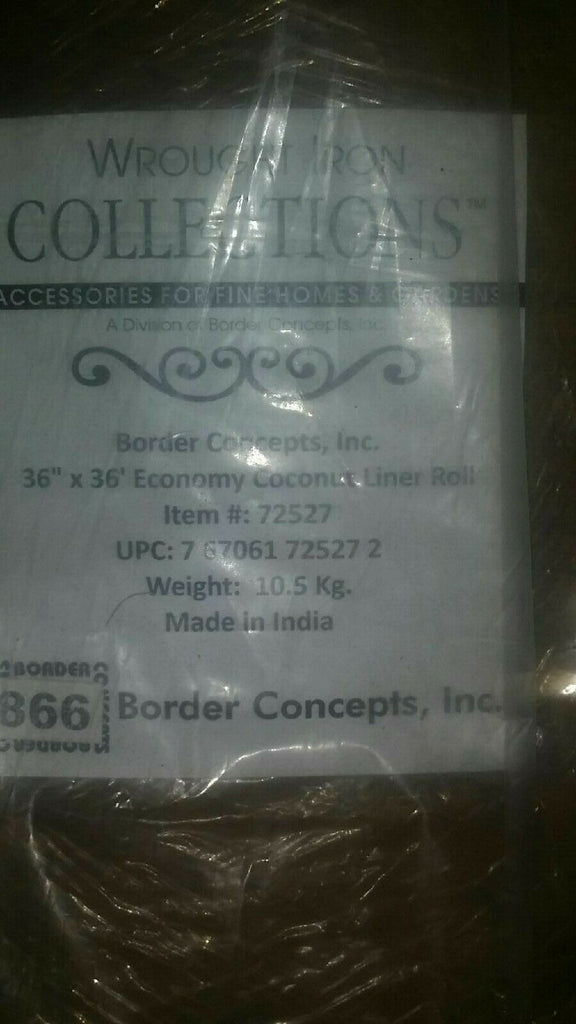 WROUGHT IRON
COLLECTIONS™
ACCESSORIES FOR FINE HOMES & GARDENS
A Division of Border Concepts, Inc.
Border Concepts, Inc.
36" x 36' Economy Coconut Liner Roll
Item #: 72527
UPC: 7 67061 72527 2
Weight: 10.5 Kg.
Made in India
BORDER
866
Border Concepts, Inc.